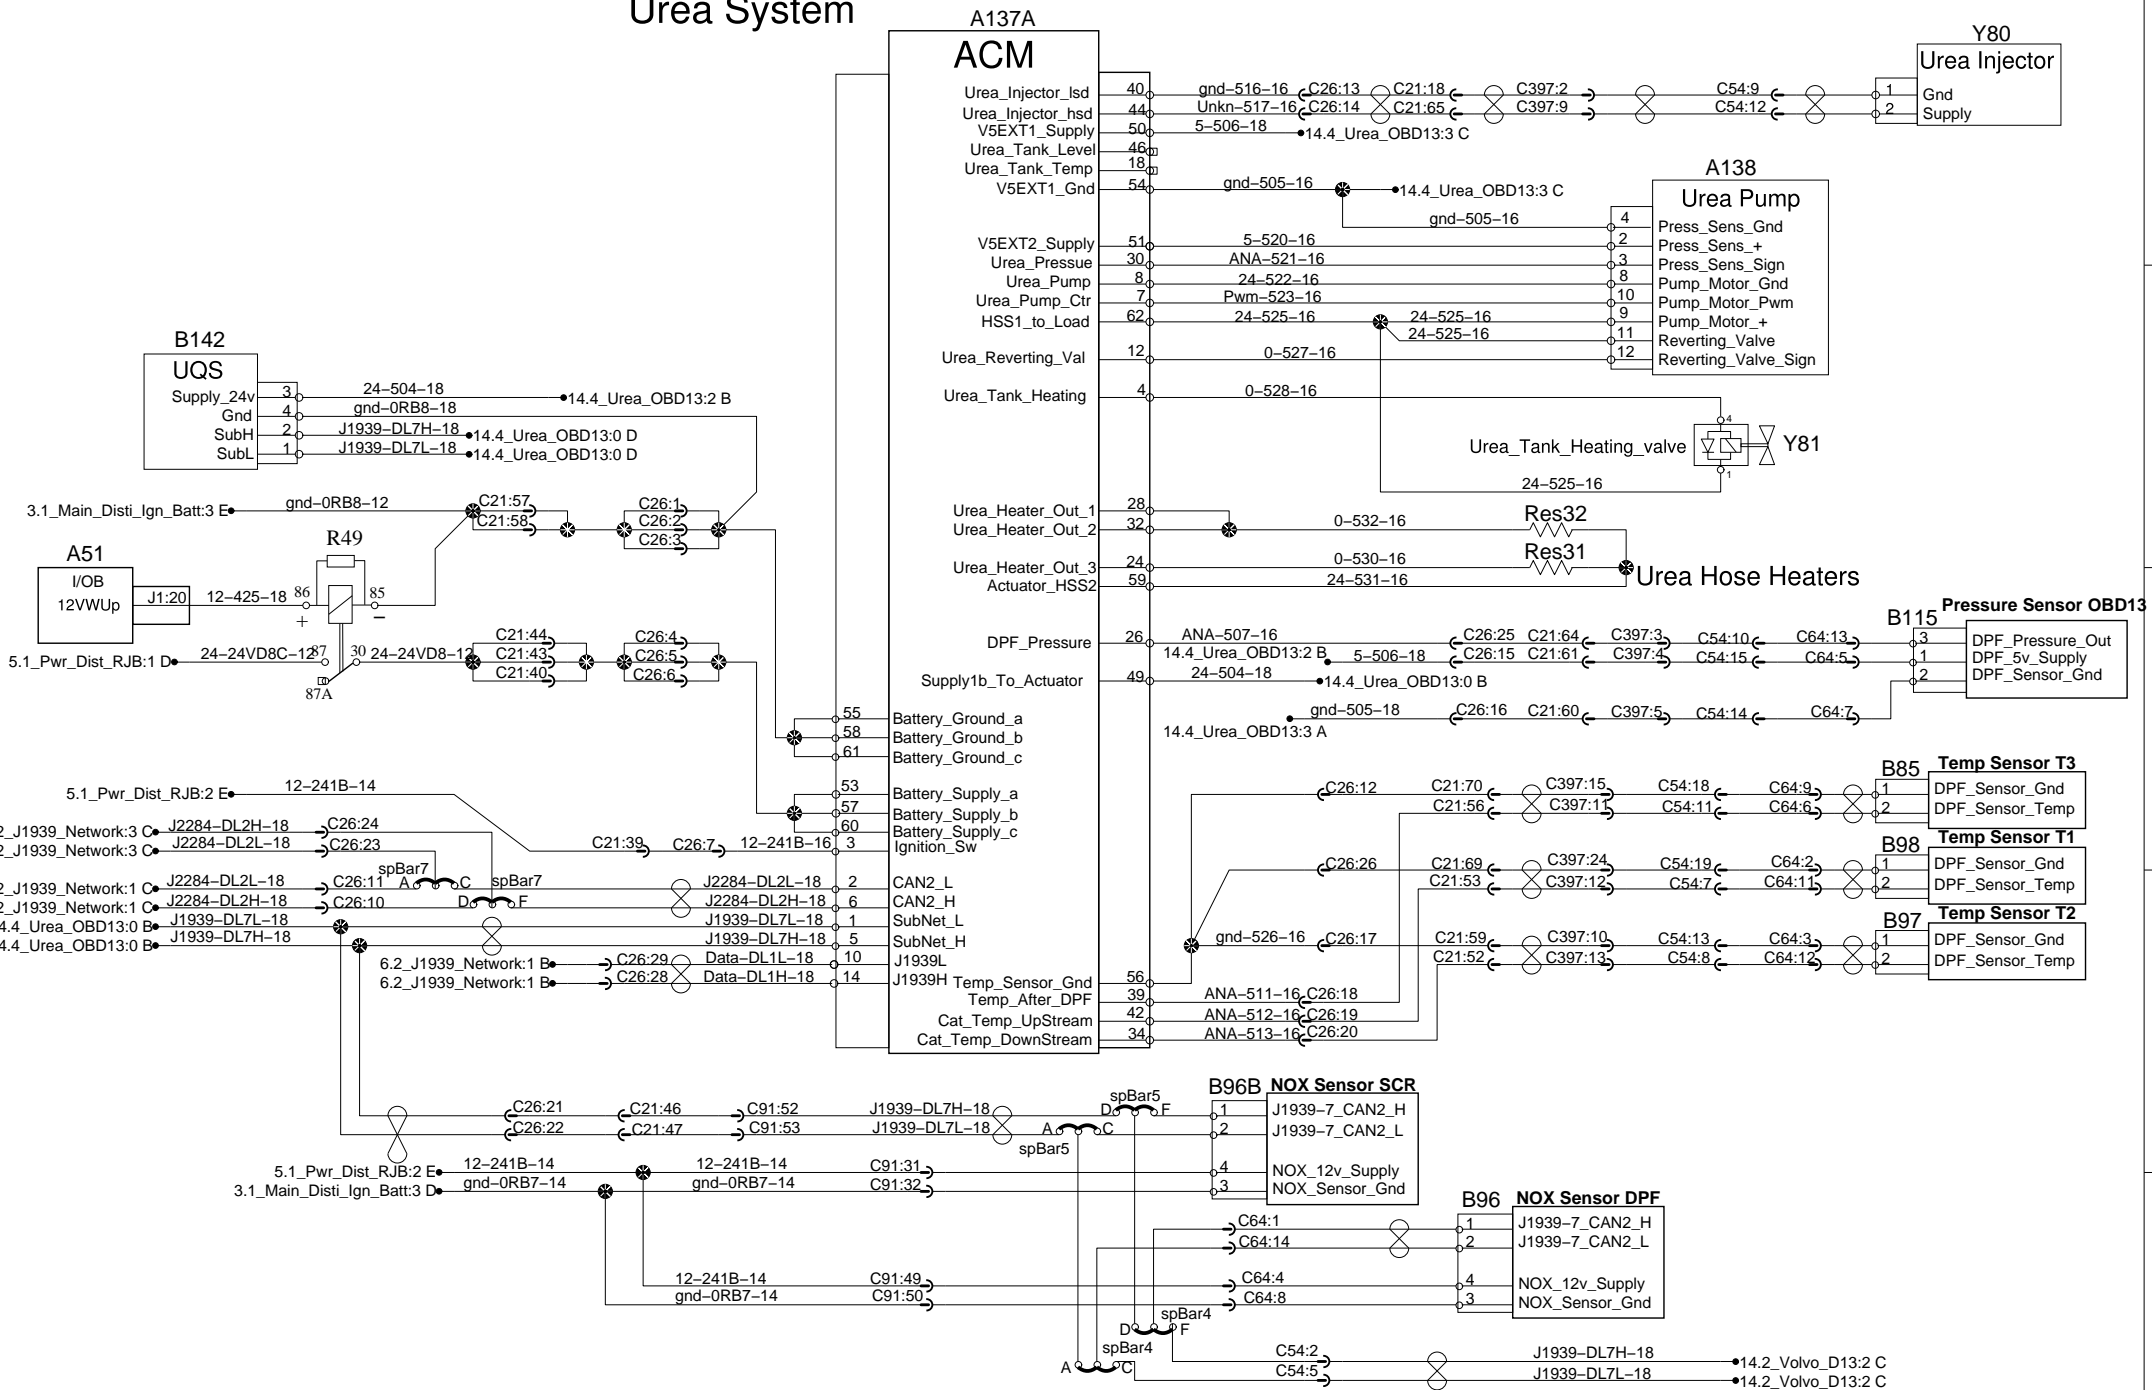 Urea System
A137A
ACM
Urea_Injector_lsd 40 gnd–516–16 C26:13 C21:18 C397:2 C54:9
Urea_Injector_hsd 44 Unkn–517–16 C26:14 C21:65 C397:9 C54:12
V5EXT1_Supply 50 5–506–18 14.4_Urea_OBD13:3 C
Urea_Tank_Level 46
Urea_Tank_Temp 18
V5EXT1_Gnd 54 gnd–505–16 14.4_Urea_OBD13:3 C
gnd–505–16
V5EXT2_Supply 51 5–520–16
Urea_Pressue 30 ANA–521–16
Urea_Pump 8 24–522–16
Urea_Pump_Ctr 7 Pwm–523–16
HSS1_to_Load 62 24–525–16 24–525–16
24–525–16
Urea_Reverting_Val 12 0–527–16
Urea_Tank_Heating 4 0–528–16
Y80
Urea Injector
1 Gnd
2 Supply
A138
Urea Pump
4 Press_Sens_Gnd
2 Press_Sens_+
3 Press_Sens_Sign
8 Pump_Motor_Gnd
10 Pump_Motor_Pwm
9 Pump_Motor_+
11 Reverting_Valve
12 Reverting_Valve_Sign
4
Urea_Tank_Heating_valve Y81
1
24–525–16
B142
UQS
Supply_24v 3 24–504–18 14.4_Urea_OBD13:2 B
Gnd 4 gnd–0RB8–18
SubH 2 J1939–DL7H–18 14.4_Urea_OBD13:0 D
SubL 1 J1939–DL7L–18 14.4_Urea_OBD13:0 D
3.1_Main_Disti_Ign_Batt:3 E gnd–0RB8–12 C21:57 C26:1
C21:58 C26:2
C26:3
A51
I/OB
12VWUp J1:20 12–425–18 86 85
R49
+ –
5.1_Pwr_Dist_RJB:1 D 24–24VD8C–12 87 30 24–24VD8–12
87A
C21:44 C26:4
C21:43 C26:5
C21:40 C26:6
Urea_Heater_Out_1 28
Urea_Heater_Out_2 32 0–532–16 Res32
Urea_Heater_Out_3 24 0–530–16 Res31
Actuator_HSS2 59 24–531–16
Urea Hose Heaters
DPF_Pressure 26 ANA–507–16 C26:25 C21:64 C397:3 C54:10 C64:13
14.4_Urea_OBD13:2 B 5–506–18 C26:15 C21:61 C397:4 C54:15 C64:5
Supply1b_To_Actuator 49 24–504–18 14.4_Urea_OBD13:0 B
gnd–505–18 C26:16 C21:60 C397:5 C54:14 C64:7
14.4_Urea_OBD13:3 A
B115 Pressure Sensor OBD13
3 DPF_Pressure_Out
1 DPF_5v_Supply
2 DPF_Sensor_Gnd
55 Battery_Ground_a
58 Battery_Ground_b
61 Battery_Ground_c
53 Battery_Supply_a
57 Battery_Supply_b
60 Battery_Supply_c
5.1_Pwr_Dist_RJB:2 E 12–241B–14
C21:39 C26:7 12–241B–16 3 Ignition_Sw
2_J1939_Network:3 C J2284–DL2H–18 C26:24
2_J1939_Network:3 C J2284–DL2L–18 C26:23
spBar7
2_J1939_Network:1 C J2284–DL2L–18 C26:11 A C spBar7 J2284–DL2L–18 2 CAN2_L
2_J1939_Network:1 C J2284–DL2H–18 C26:10 D F J2284–DL2H–18 6 CAN2_H
4.4_Urea_OBD13:0 B J1939–DL7L–18 J1939–DL7L–18 1 SubNet_L
4.4_Urea_OBD13:0 B J1939–DL7H–18 J1939–DL7H–18 5 SubNet_H
6.2_J1939_Network:1 B C26:29 Data–DL1L–18 10 J1939L
6.2_J1939_Network:1 B C26:28 Data–DL1H–18 14 J1939H
Temp_Sensor_Gnd 56
Temp_After_DPF 39 ANA–511–16 C26:18
Cat_Temp_UpStream 42 ANA–512–16 C26:19
Cat_Temp_DownStream 34 ANA–513–16 C26:20
B85 Temp Sensor T3
C26:12 C21:70 C397:15 C54:18 C64:9 1 DPF_Sensor_Gnd
C21:56 C397:11 C54:11 C64:6 2 DPF_Sensor_Temp
B98 Temp Sensor T1
C26:26 C21:69 C397:24 C54:19 C64:2 1 DPF_Sensor_Gnd
C21:53 C397:12 C54:7 C64:11 2 DPF_Sensor_Temp
B97 Temp Sensor T2
gnd–526–16 C26:17 C21:59 C397:10 C54:13 C64:3 1 DPF_Sensor_Gnd
C21:52 C397:13 C54:8 C64:12 2 DPF_Sensor_Temp
B96B NOX Sensor SCR
C26:21 C21:46 C91:52 J1939–DL7H–18 D spBar5 F 1 J1939–7_CAN2_H
C26:22 C21:47 C91:53 J1939–DL7L–18 A C 2 J1939–7_CAN2_L
spBar5
5.1_Pwr_Dist_RJB:2 E 12–241B–14 12–241B–14 C91:31 4 NOX_12v_Supply
3.1_Main_Disti_Ign_Batt:3 D gnd–0RB7–14 gnd–0RB7–14 C91:32 3 NOX_Sensor_Gnd
B96 NOX Sensor DPF
C64:1 1 J1939–7_CAN2_H
C64:14 2 J1939–7_CAN2_L
12–241B–14 C91:49 C64:4 4 NOX_12v_Supply
gnd–0RB7–14 C91:50 C64:8 3 NOX_Sensor_Gnd
spBar4
D F
spBar4
A C
C54:2 J1939–DL7H–18 14.2_Volvo_D13:2 C
C54:5 J1939–DL7L–18 14.2_Volvo_D13:2 C